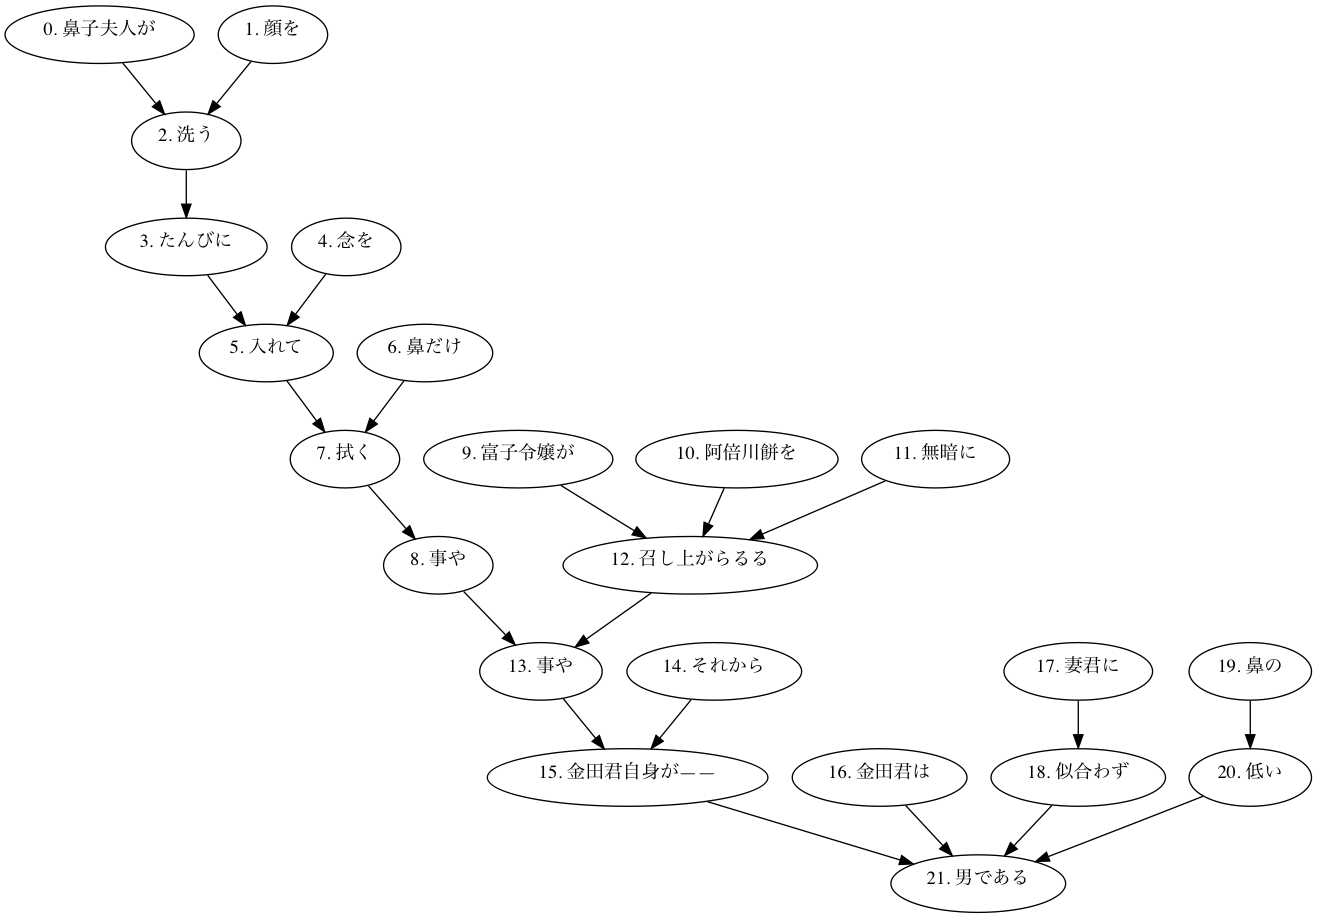 0. 鼻子夫人が
1. 顔を
2. 洗う
3. たんびに
4. 念を
5. 入れて
6. 鼻だけ
7. 拭く
9. 富子令嬢が
10. 阿倍川餅を
11. 無暗に
8. 事や
12. 召し上がらるる
13. 事や
14. それから
17. 妻君に
19. 鼻の
15. 金田君自身が——
16. 金田君は
18. 似合わず
20. 低い
21. 男である